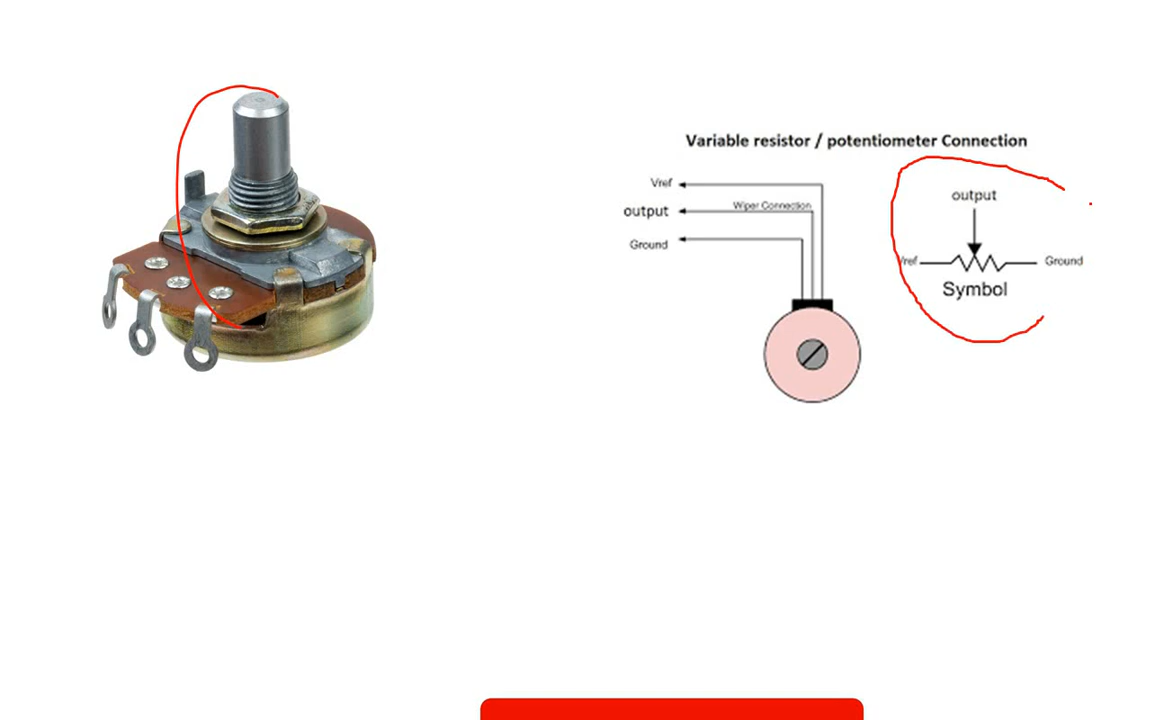 Variable resistor / potentiometer Connection
Vref
output
Wiper Connection
Ground
output
Vref
Ground
Symbol